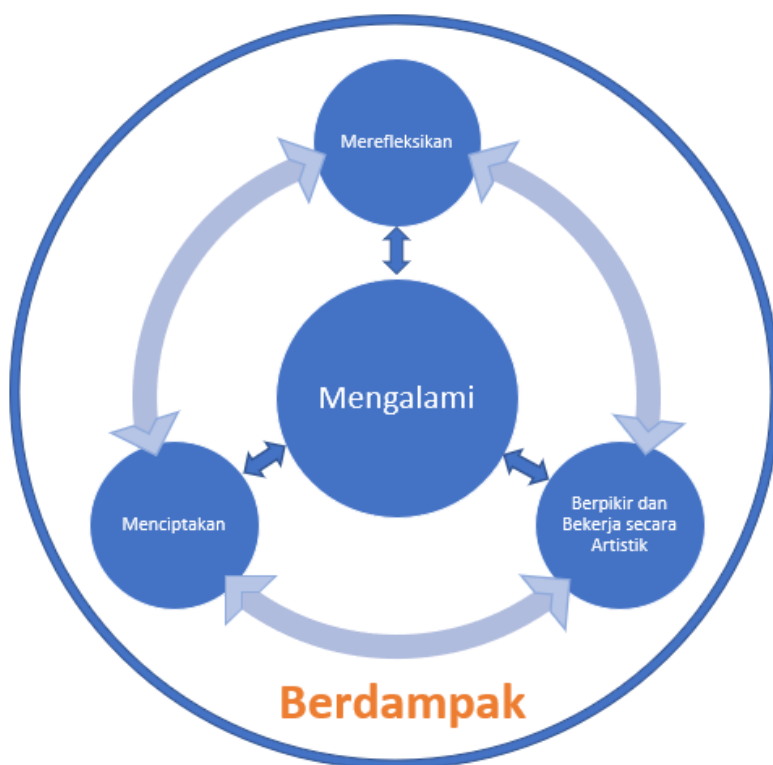 Merefleksikan
Mengalami
Menciptakan
Berpikir dan
Bekerja secara
Artistik
Berdampak